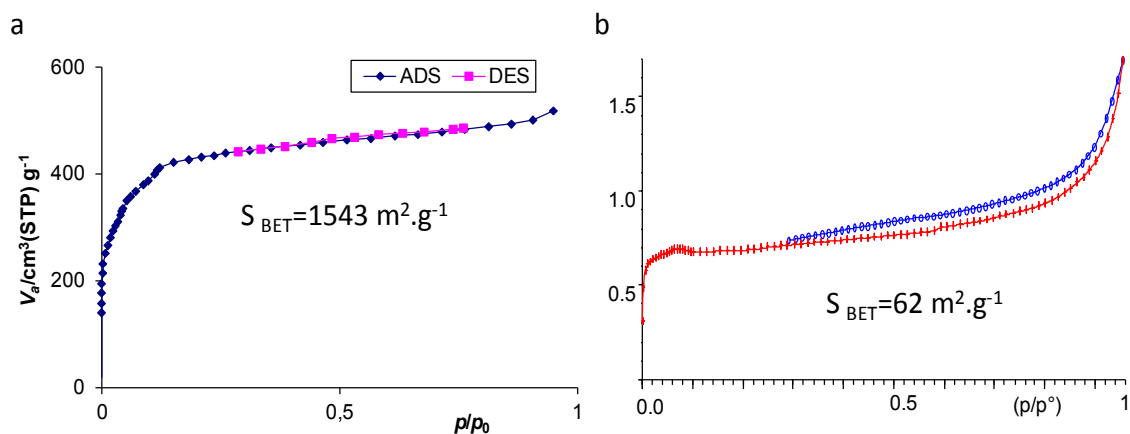 a
600
400
200
0
0
0,5
1
Va/cm³(STP) g⁻¹
p/p₀
ADS DES
S BET=1543 m².g⁻¹
b
1.5
1.0
0.5
0.0
0.5
(p/p°)
1
S BET=62 m².g⁻¹